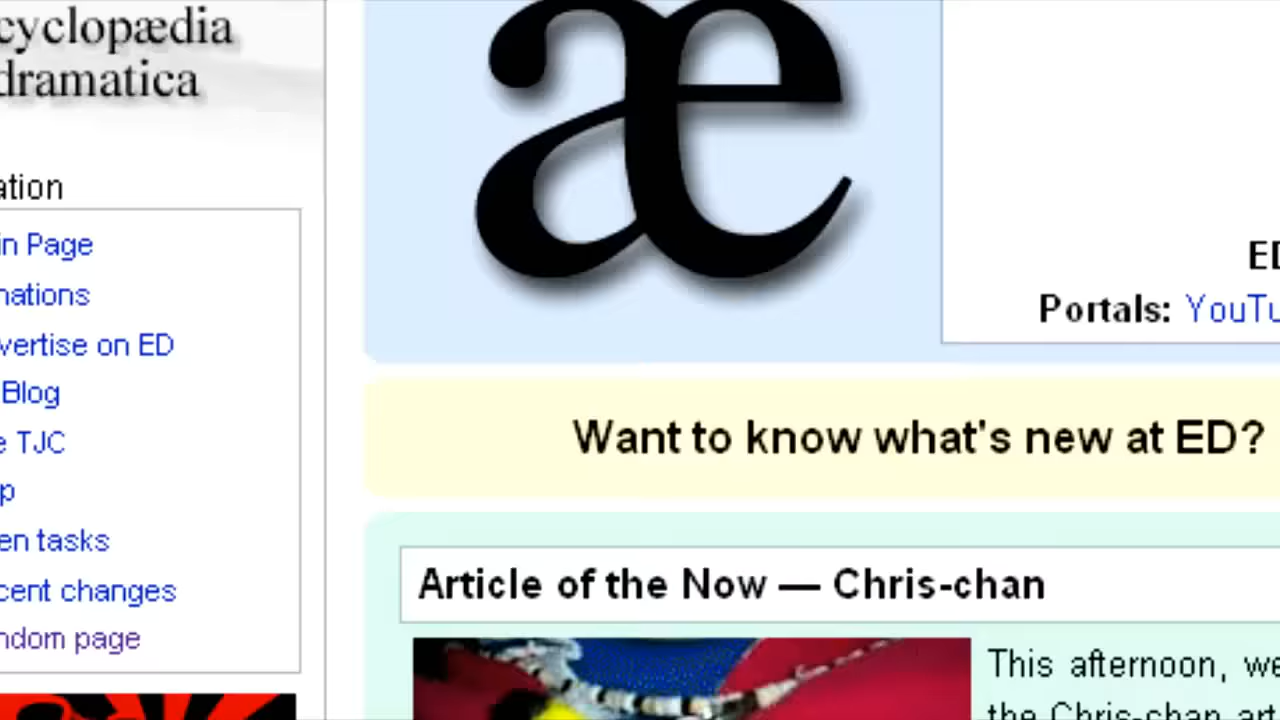 cyclopædia
dramatica
ation
in Page
nations
vertise on ED
Blog
e TJC
p
en tasks
cent changes
ndom page
æ
ED
Portals: YouTu
Want to know what's new at ED?
Article of the Now — Chris-chan
This afternoon, we
the Chris-chan art